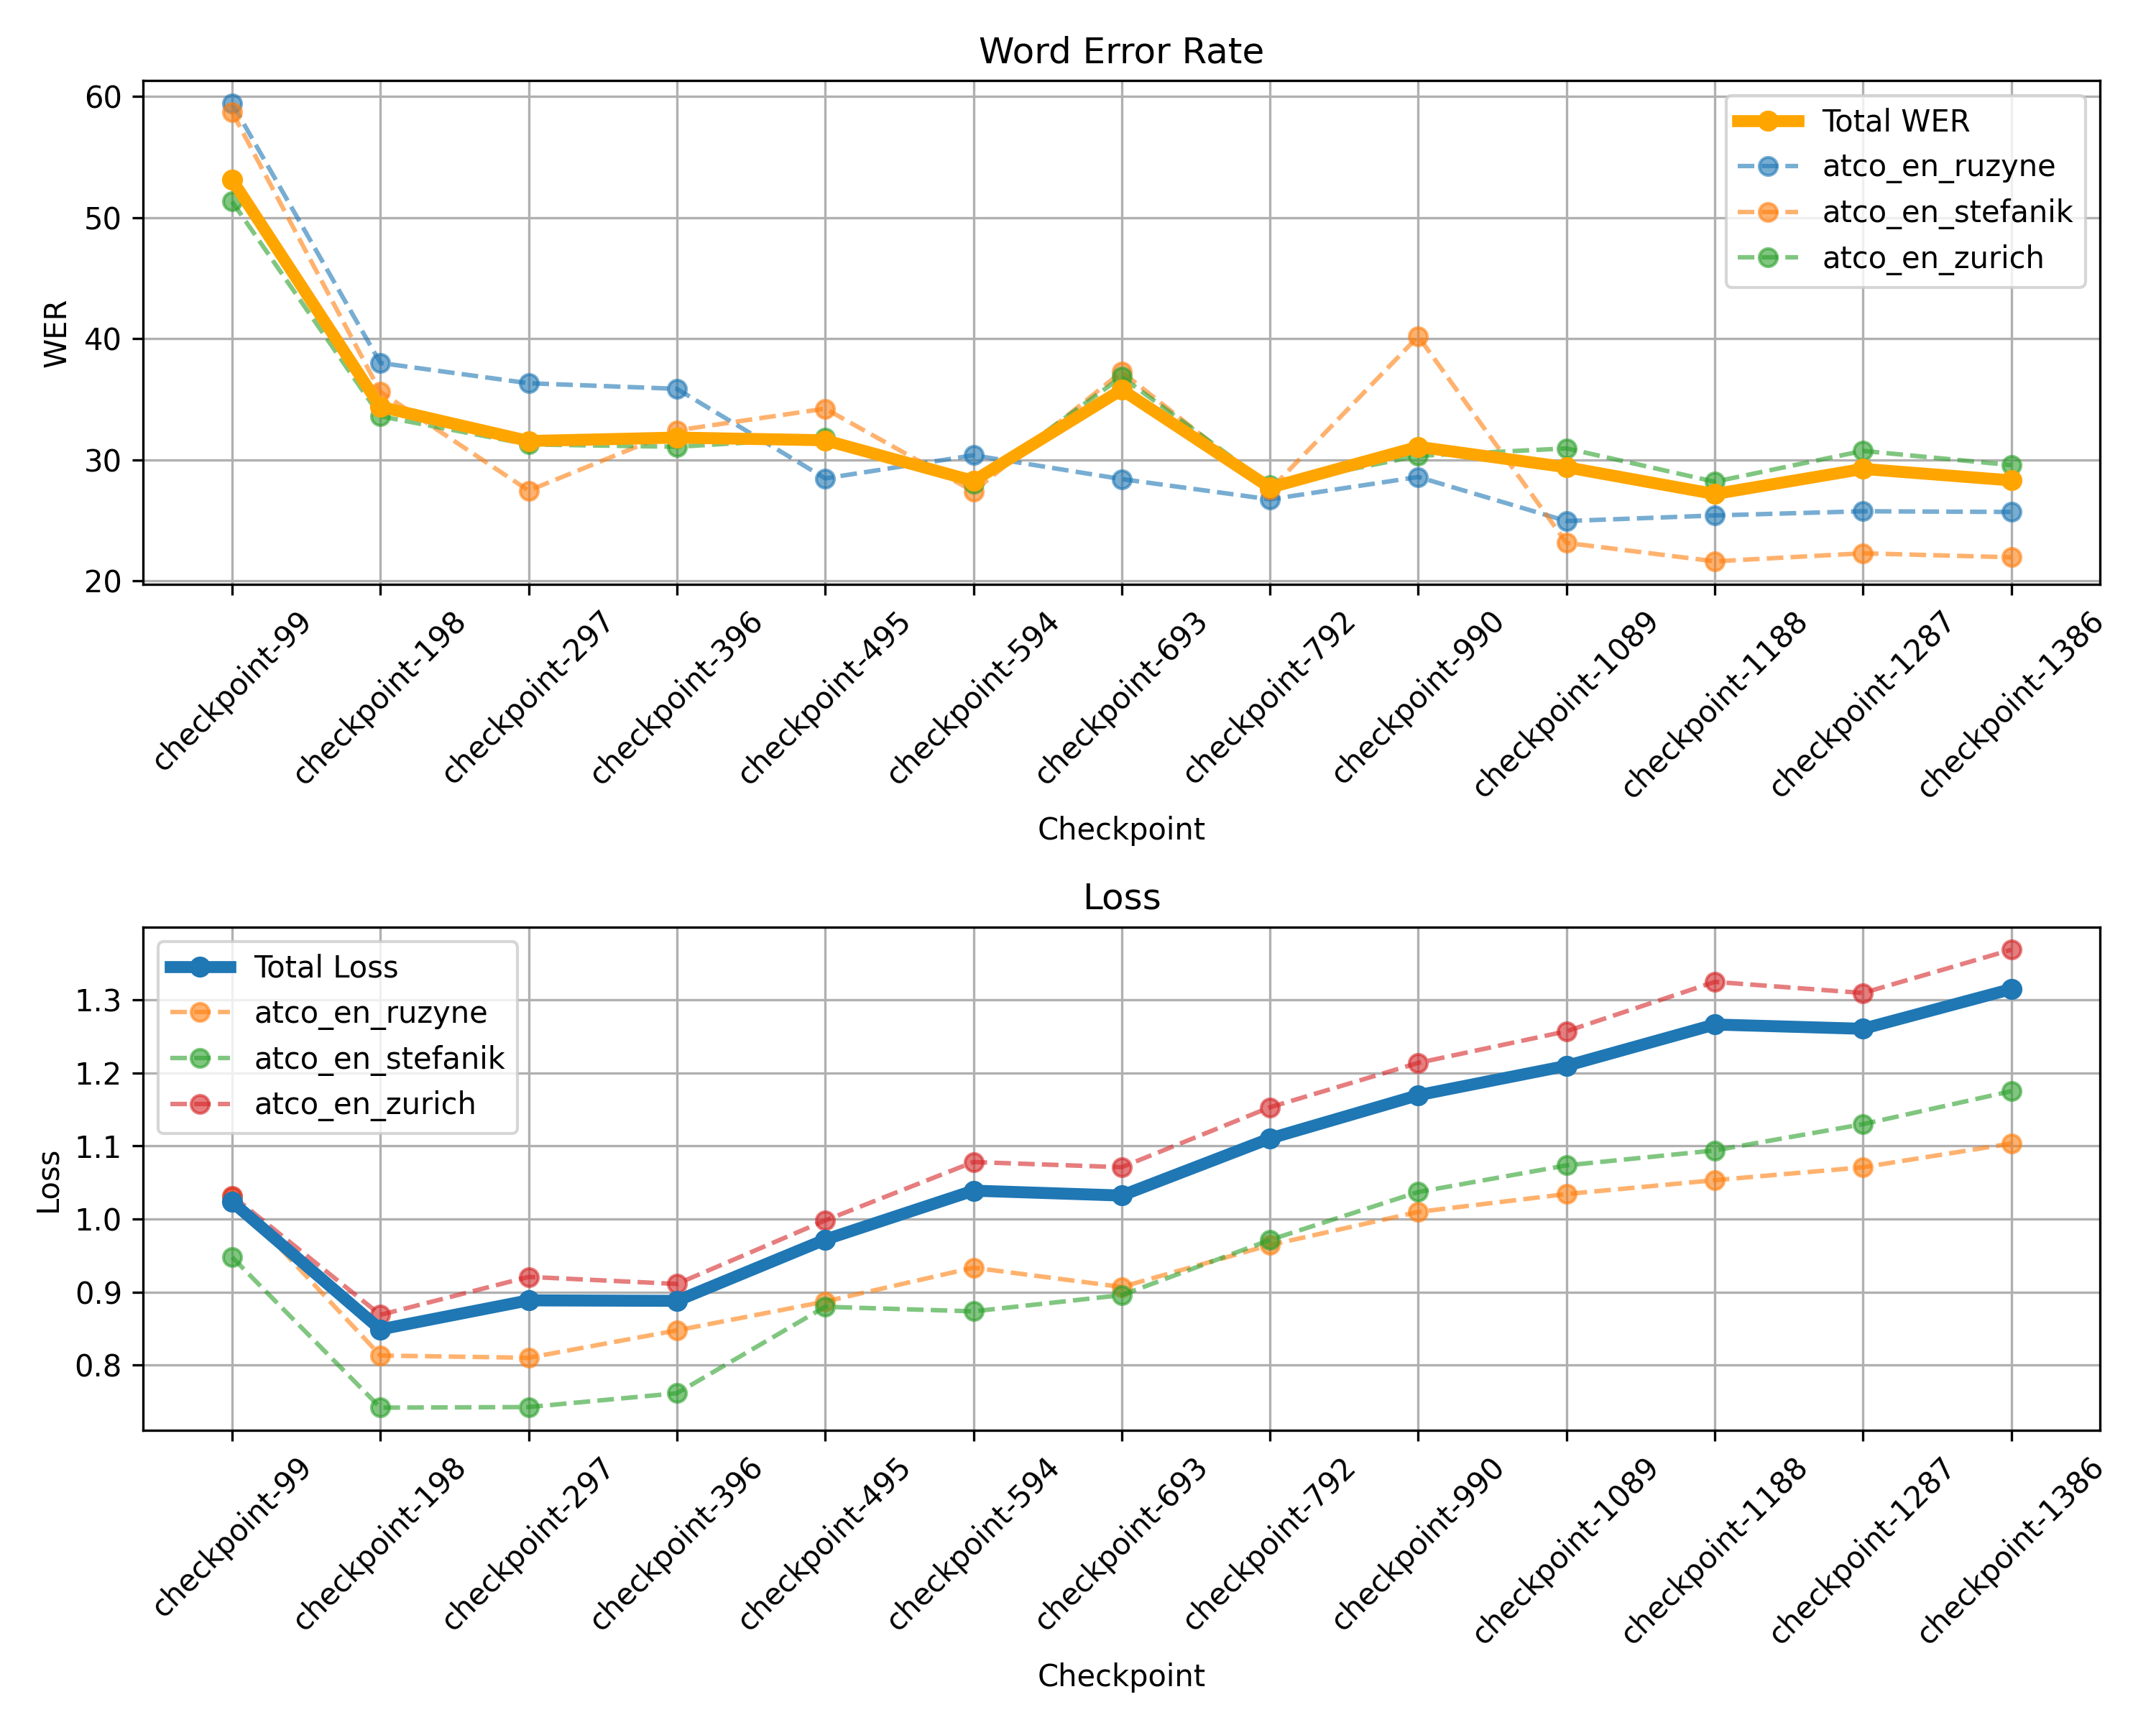 Word Error Rate
WER
60
50
40
30
20
Total WER
atco_en_ruzyne
atco_en_stefanik
atco_en_zurich
checkpoint-99
checkpoint-198
checkpoint-297
checkpoint-396
checkpoint-495
checkpoint-594
checkpoint-693
checkpoint-792
checkpoint-990
checkpoint-1089
checkpoint-1188
checkpoint-1287
checkpoint-1386
Checkpoint
Loss
Loss
1.3
1.2
1.1
1.0
0.9
0.8
Total Loss
atco_en_ruzyne
atco_en_stefanik
atco_en_zurich
checkpoint-99
checkpoint-198
checkpoint-297
checkpoint-396
checkpoint-495
checkpoint-594
checkpoint-693
checkpoint-792
checkpoint-990
checkpoint-1089
checkpoint-1188
checkpoint-1287
checkpoint-1386
Checkpoint